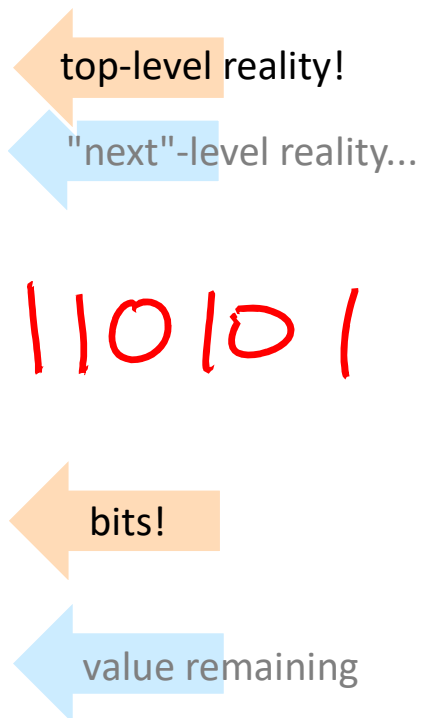 top-level reality!
"next"-level reality...
110101
bits!
value remaining